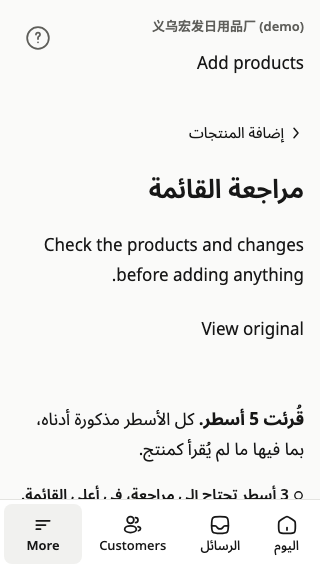 义乌宏发日用品厂 (demo)
Add products
إضافة المنتجات
مراجعة القائمة
Check the products and changes
before adding anything.
View original
قُرئت 5 أسطر. كل الأسطر مذكورة أدناه،
بما فيها ما لم يُقرأ كمنتج.
3 أسطر تحتاج إلى مراجعة، في أعلى القائمة.
اليوم
الرسائل
Customers
More